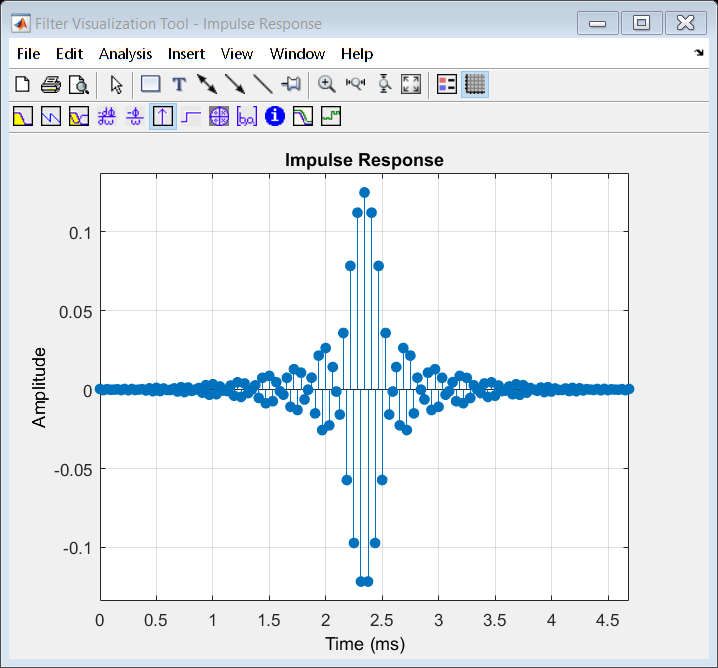 Filter Visualization Tool - Impulse Response
File Edit Analysis Insert View Window Help
Impulse Response
Amplitude
0.1
0.05
0
-0.05
-0.1
0 0.5 1 1.5 2 2.5 3 3.5 4 4.5
Time (ms)